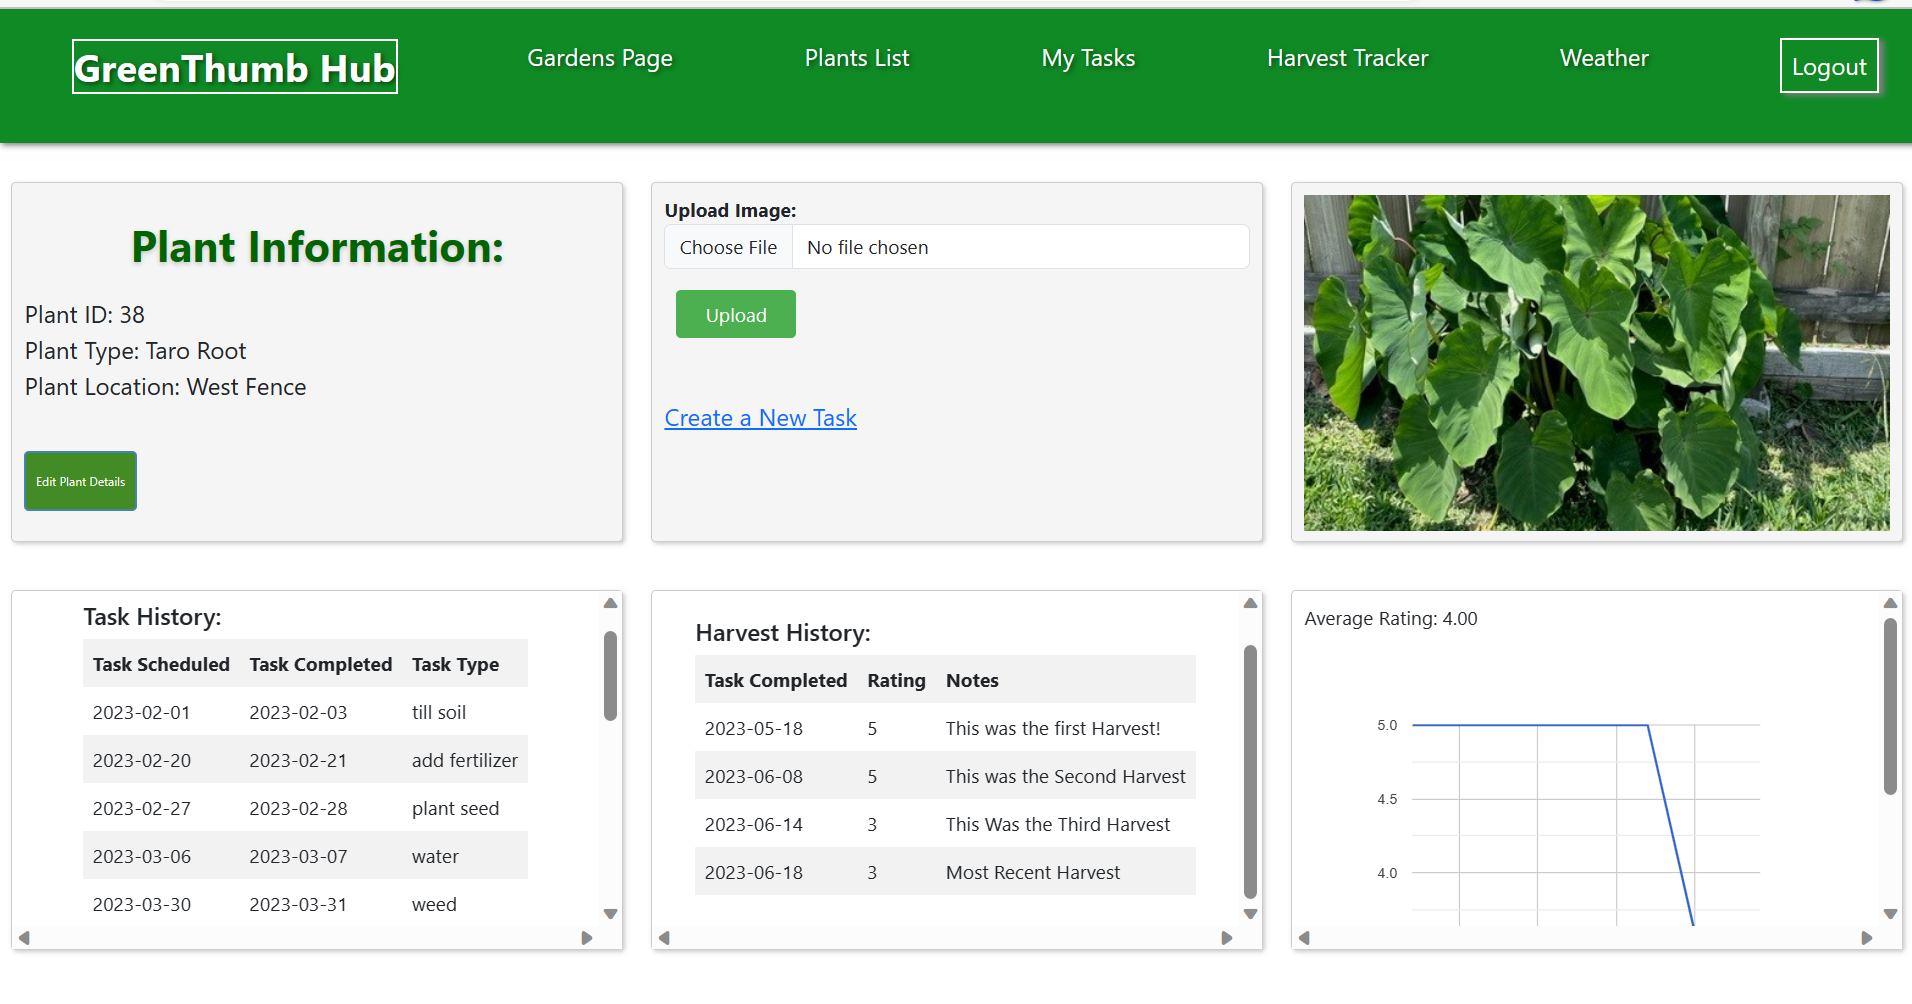 GreenThumb Hub
Gardens Page
Plants List
My Tasks
Harvest Tracker
Weather
Logout
Plant Information:
Plant ID: 38
Plant Type: Taro Root
Plant Location: West Fence
Edit Plant Details
Upload Image:
Choose File No file chosen
Upload
Create a New Task
Task History:
Task Scheduled Task Completed Task Type
2023-02-01 2023-02-03 till soil
2023-02-20 2023-02-21 add fertilizer
2023-02-27 2023-02-28 plant seed
2023-03-06 2023-03-07 water
2023-03-30 2023-03-31 weed
Harvest History:
Task Completed Rating Notes
2023-05-18 5 This was the first Harvest!
2023-06-08 5 This was the Second Harvest
2023-06-14 3 This Was the Third Harvest
2023-06-18 3 Most Recent Harvest
Average Rating: 4.00
5.0
4.5
4.0